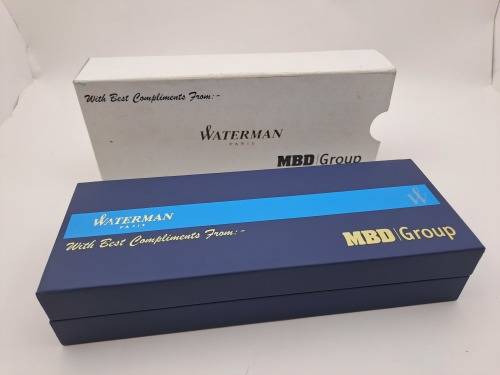 With Best Compliments From:-
WATERMAN
PARIS
MBD|Group
WATERMAN
PARIS
W
With Best Compliments From:-
MBD|Group